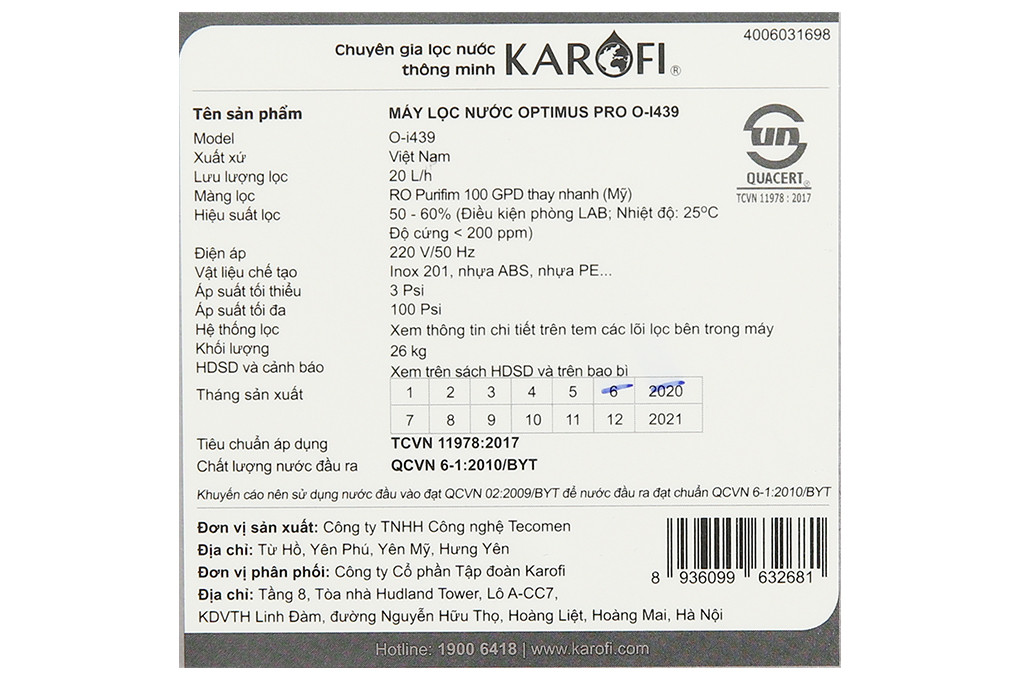 4006031698
Chuyên gia lọc nước
thông minh KAROFI ®
Tên sản phẩm MÁY LỌC NƯỚC OPTIMUS PRO O-I439
Model O-i439
Xuất xứ Việt Nam
Lưu lượng lọc 20 L/h
Màng lọc RO Purifim 100 GPD thay nhanh (Mỹ)
Hiệu suất lọc 50 - 60% (Điều kiện phòng LAB; Nhiệt độ: 25ºC
Độ cứng < 200 ppm)
Điện áp 220 V/50 Hz
Vật liệu chế tạo Inox 201, nhựa ABS, nhựa PE...
Áp suất tối thiểu 3 Psi
Áp suất tối đa 100 Psi
Hệ thống lọc Xem thông tin chi tiết trên tem các lõi lọc bên trong máy
Khối lượng 26 kg
HDSD và cảnh báo Xem trên sách HDSD và trên bao bì
Tháng sản xuất
1 2 3 4 5 6 2020
7 8 9 10 11 12 2021
Tiêu chuẩn áp dụng TCVN 11978:2017
Chất lượng nước đầu ra QCVN 6-1:2010/BYT
un
QUACERT®
TCVN 11978 : 2017
Khuyến cáo nên sử dụng nước đầu vào đạt QCVN 02:2009/BYT để nước đầu ra đạt chuẩn QCVN 6-1:2010/BYT
Đơn vị sản xuất: Công ty TNHH Công nghệ Tecomen
Địa chỉ: Từ Hồ, Yên Phú, Yên Mỹ, Hưng Yên
Đơn vị phân phối: Công ty Cổ phần Tập đoàn Karofi
Địa chỉ: Tầng 8, Tòa nhà Hudland Tower, Lô A-CC7,
KDVTH Linh Đàm, đường Nguyễn Hữu Thọ, Hoàng Liệt, Hoàng Mai, Hà Nội
8 936099 632681
Hotline: 1900 6418 | www.karofi.com